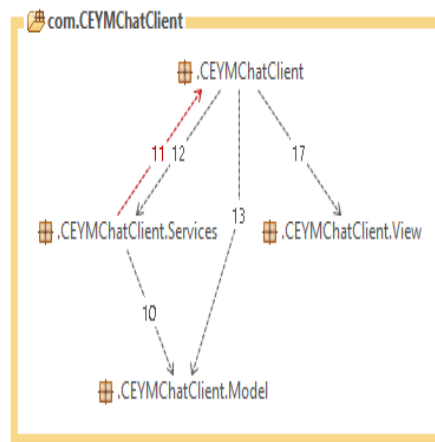 com.CEYMChatClient
.CEYMChatClient
11 12 17
.CEYMChatClient.Services 13 .CEYMChatClient.View
10
.CEYMChatClient.Model